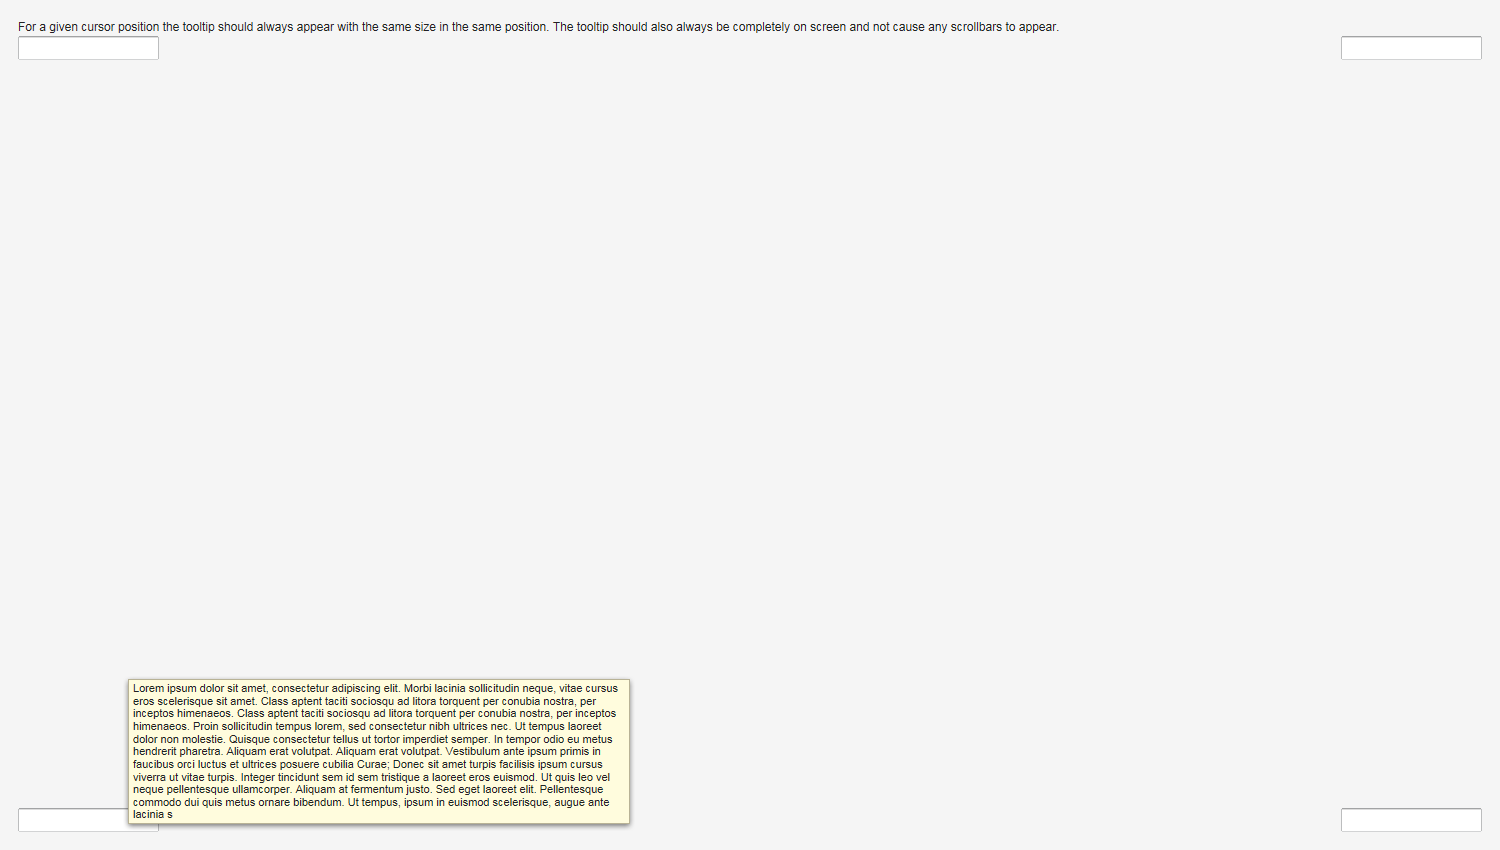 For a given cursor position the tooltip should always appear with the same size in the same position. The tooltip should also always be completely on screen and not cause any scrollbars to appear.
Lorem ipsum dolor sit amet, consectetur adipiscing elit. Morbi lacinia sollicitudin neque, vitae cursus
eros scelerisque sit amet. Class aptent taciti sociosqu ad litora torquent per conubia nostra, per
inceptos himenaeos. Class aptent taciti sociosqu ad litora torquent per conubia nostra, per inceptos
himenaeos. Proin sollicitudin tempus lorem, sed consectetur nibh ultrices nec. Ut tempus laoreet
dolor non molestie. Quisque consectetur tellus ut tortor imperdiet semper. In tempor odio eu metus
hendrerit pharetra. Aliquam erat volutpat. Aliquam erat volutpat. Vestibulum ante ipsum primis in
faucibus orci luctus et ultrices posuere cubilia Curae; Donec sit amet turpis facilisis ipsum cursus
viverra ut vitae turpis. Integer tincidunt sem id sem tristique a laoreet eros euismod. Ut quis leo vel
neque pellentesque ullamcorper. Aliquam at fermentum justo. Sed eget laoreet elit. Pellentesque
commodo dui quis metus ornare bibendum. Ut tempus, ipsum in euismod scelerisque, augue ante
lacinia s